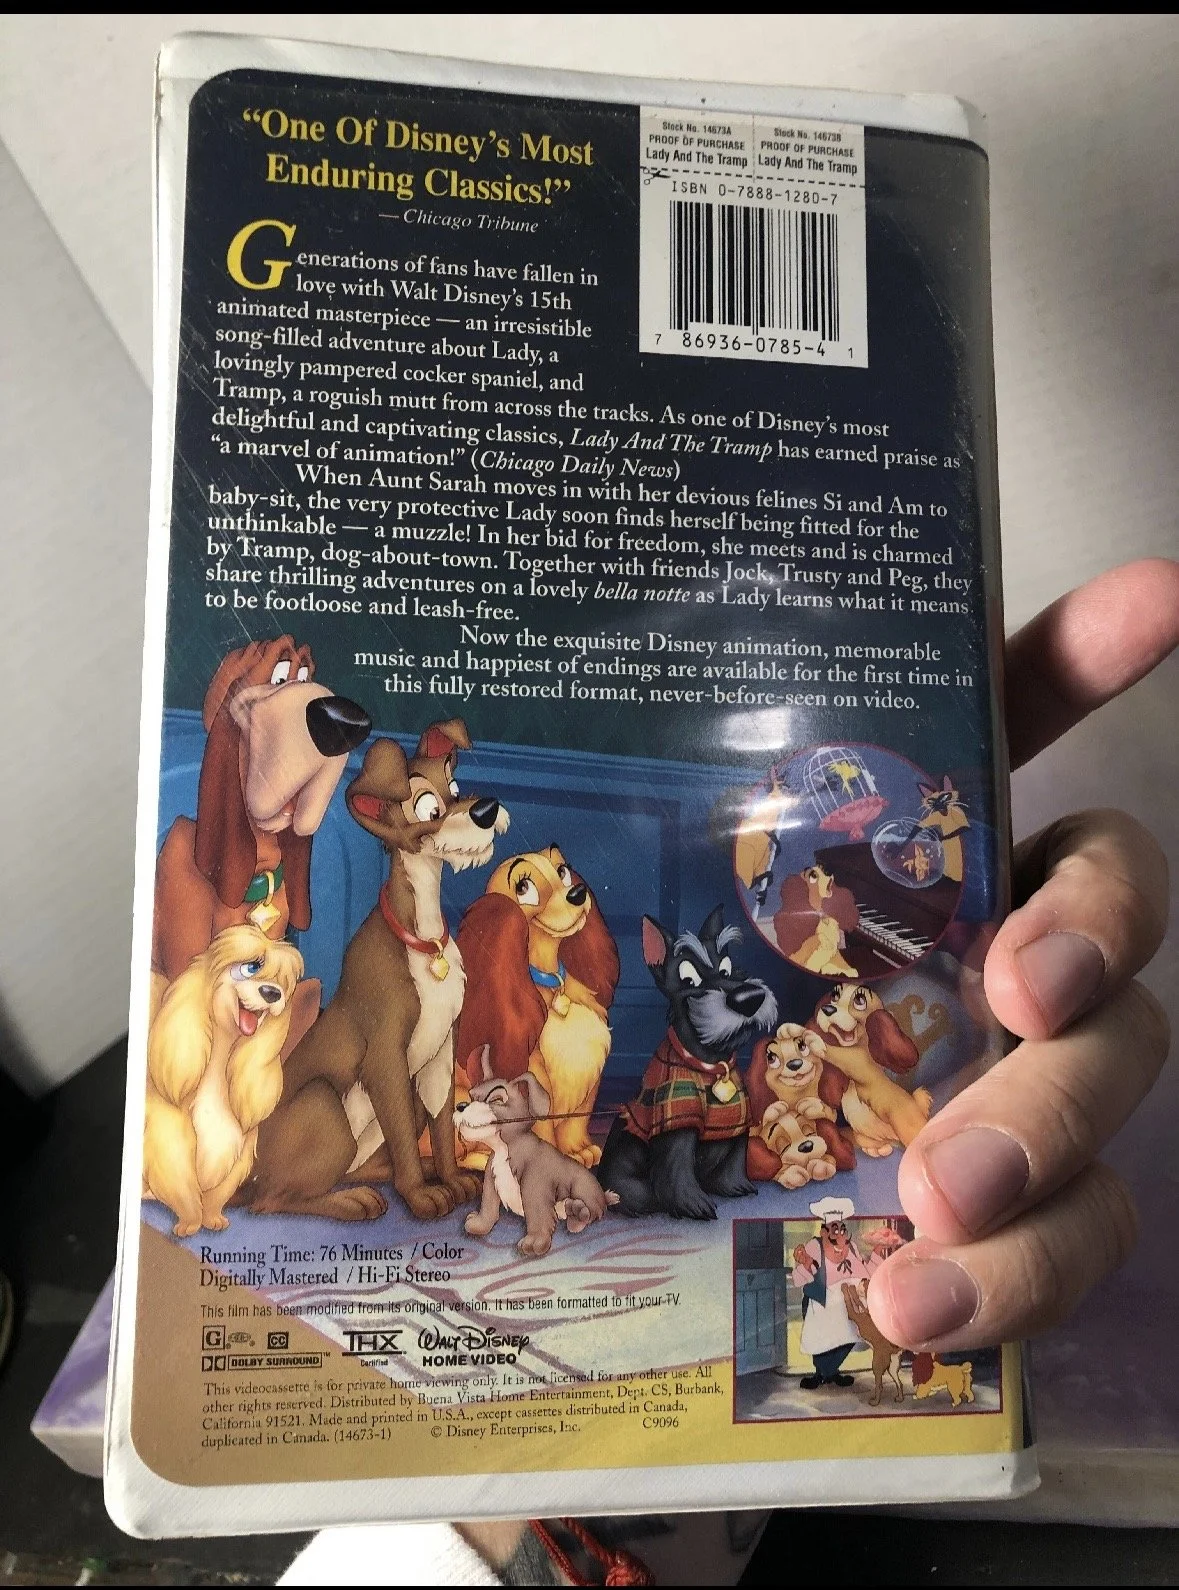 “One Of Disney’s Most
Enduring Classics!”
— Chicago Tribune
Stock No. 14673A
PROOF OF PURCHASE
Lady And The Tramp
Stock No. 14673B
PROOF OF PURCHASE
Lady And The Tramp
ISBN 0-7888-1280-7
7 86936-0785-4 1
Generations of fans have fallen in
love with Walt Disney’s 15th
animated masterpiece — an irresistible
song-filled adventure about Lady, a
lovingly pampered cocker spaniel, and
Tramp, a roguish mutt from across the tracks. As one of Disney’s most
delightful and captivating classics, Lady And The Tramp has earned praise as
“a marvel of animation!” (Chicago Daily News)
When Aunt Sarah moves in with her devious felines Si and Am to
baby-sit, the very protective Lady soon finds herself being fitted for the
unthinkable — a muzzle! In her bid for freedom, she meets and is charmed
by Tramp, dog-about-town. Together with friends Jock, Trusty and Peg, they
share thrilling adventures on a lovely bella notte as Lady learns what it means
to be footloose and leash-free.
Now the exquisite Disney animation, memorable
music and happiest of endings are available for the first time in
this fully restored format, never-before-seen on video.
Running Time: 76 Minutes / Color
Digitally Mastered / Hi-Fi Stereo
This film has been modified from its original version. It has been formatted to fit your TV.
G CC
DOLBY SURROUND™
THX
Certified
WALT DISNEY
HOME VIDEO
This videocassette is for private home viewing only. It is not licensed for any other use. All
other rights reserved. Distributed by Buena Vista Home Entertainment, Dept. CS, Burbank,
California 91521. Made and printed in U.S.A., except cassettes distributed in Canada,
duplicated in Canada. (14673-1) © Disney Enterprises, Inc. C9096